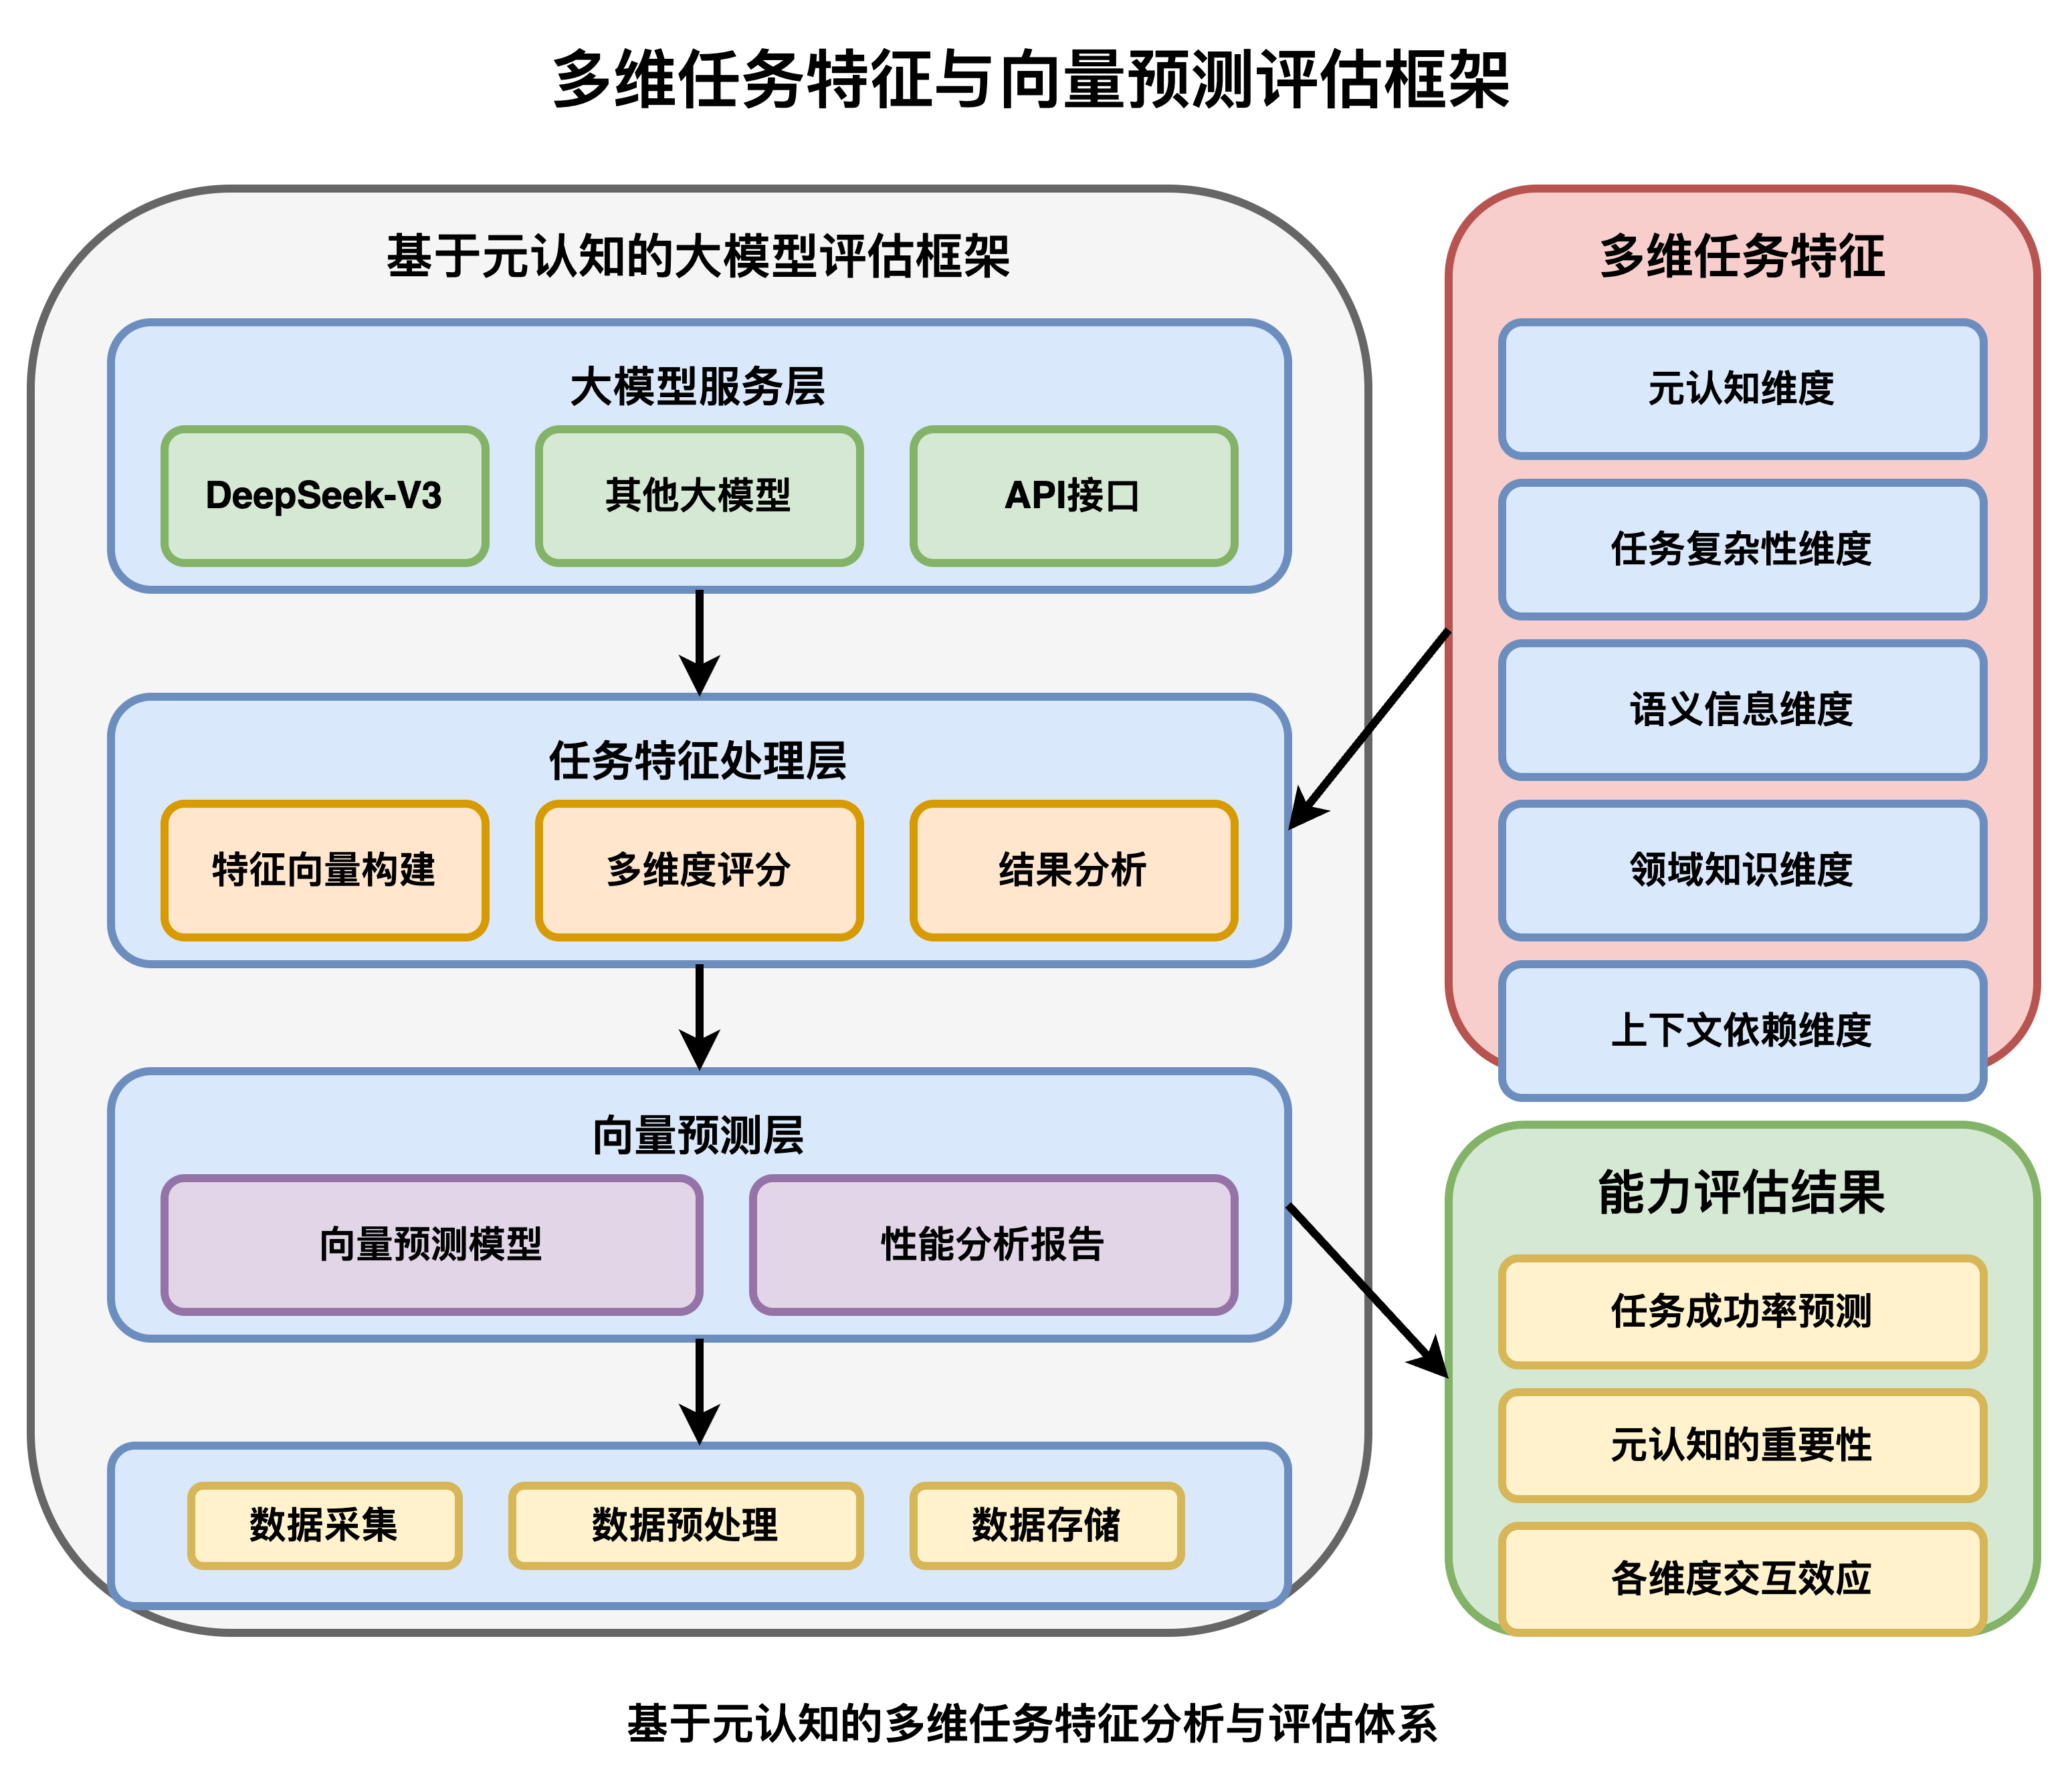 多维任务特征与向量预测评估框架
基于元认知的大模型评估框架
大模型服务层
DeepSeek-V3
其他大模型
API接口
任务特征处理层
特征向量构建
多维度评分
结果分析
向量预测层
向量预测模型
性能分析报告
数据采集
数据预处理
数据存储
多维任务特征
元认知维度
任务复杂性维度
语义信息维度
领域知识维度
上下文依赖维度
能力评估结果
任务成功率预测
元认知的重要性
各维度交互效应
基于元认知的多维任务特征分析与评估体系